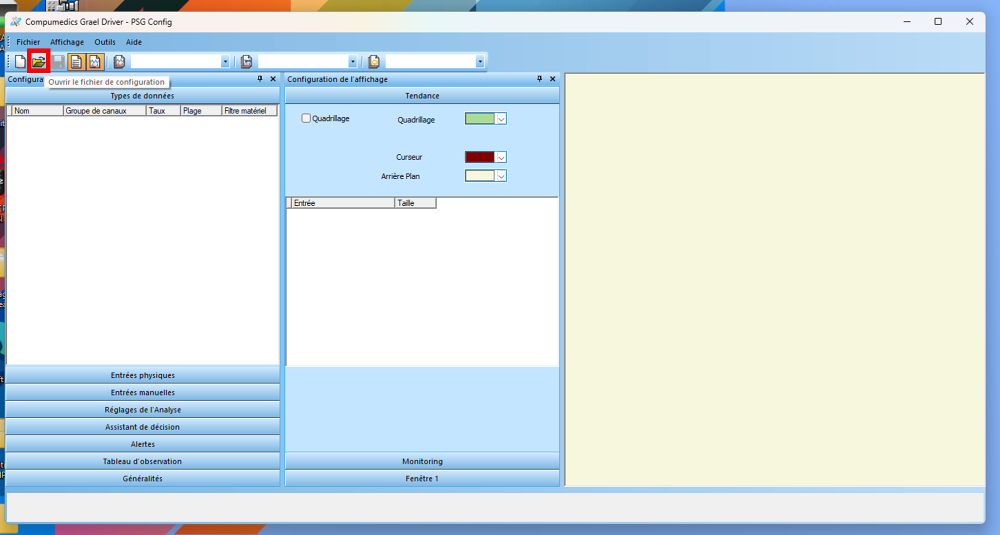 Compumedics Grael Driver - PSG Config
Fichier Affichage Outils Aide
Configura
Ouvrir le fichier de configuration
Configuration de l'affichage
Types de données
Tendance
Nom Groupe de canaux Taux Plage Filtre matériel
Quadrillage Quadrillage
Curseur
Arrière Plan
Entrée Taille
Entrées physiques
Entrées manuelles
Réglages de l'Analyse
Assistant de décision
Alertes
Tableau d'observation
Monitoring
Généralités
Fenêtre 1